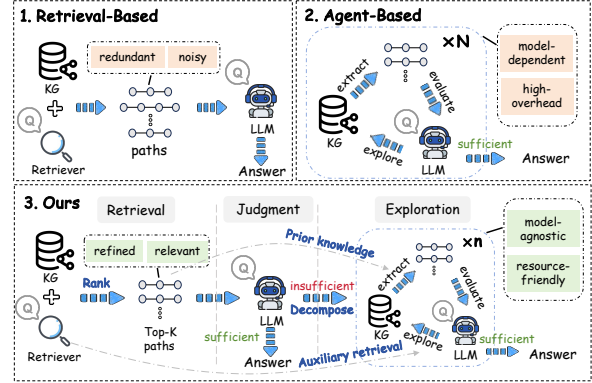 1. Retrieval-Based
redundant
noisy
KG
Q
Retriever
paths
Q
LLM
Answer
2. Agent-Based
×N
model-
dependent
high-
overhead
extract
evaluate
explore
KG
Q
LLM
sufficient
Answer
3. Ours
Retrieval
Judgment
Exploration
refined
relevant
KG
Q
Retriever
Rank
Top-K
paths
Q
LLM
sufficient
Answer
insufficient
Decompose
Prior knowledge
Auxiliary retrieval
×n
extract
evaluate
explore
KG
Q
LLM
sufficient
Answer
model-
agnostic
resource-
friendly